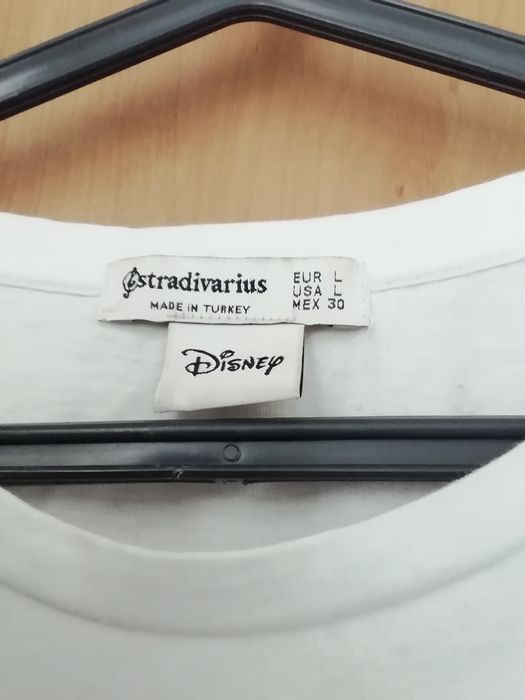 stradivarius
MADE IN TURKEY
EUR L
USA L
MEX 30
Disney